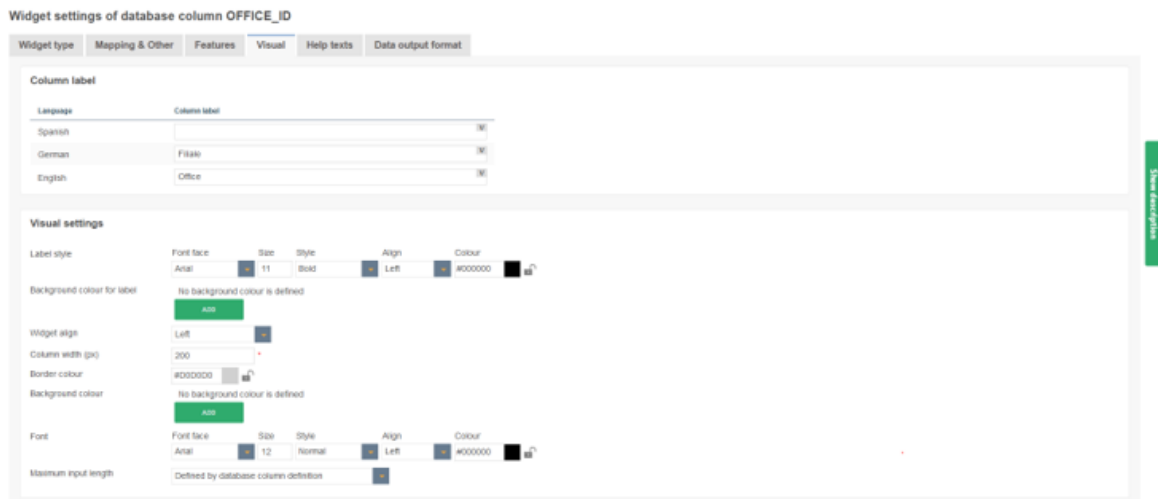 Widget settings of database column OFFICE_ID
Widget type Mapping & Other Features Visual Help texts Data output format
Column label
Language Column label
Spanish
German Filiale
English Office
Show description
Visual settings
Label style Font face Size Style Align Colour
Arial 11 Bold Left #000000
Background colour for label No background colour is defined
ADD
Widget align Left
Column width (px) 200 *
Border colour #D0D0D0
Background colour No background colour is defined
ADD
Font Font face Size Style Align Colour
Arial 12 Normal Left #000000
Maximum input length Defined by database column definition